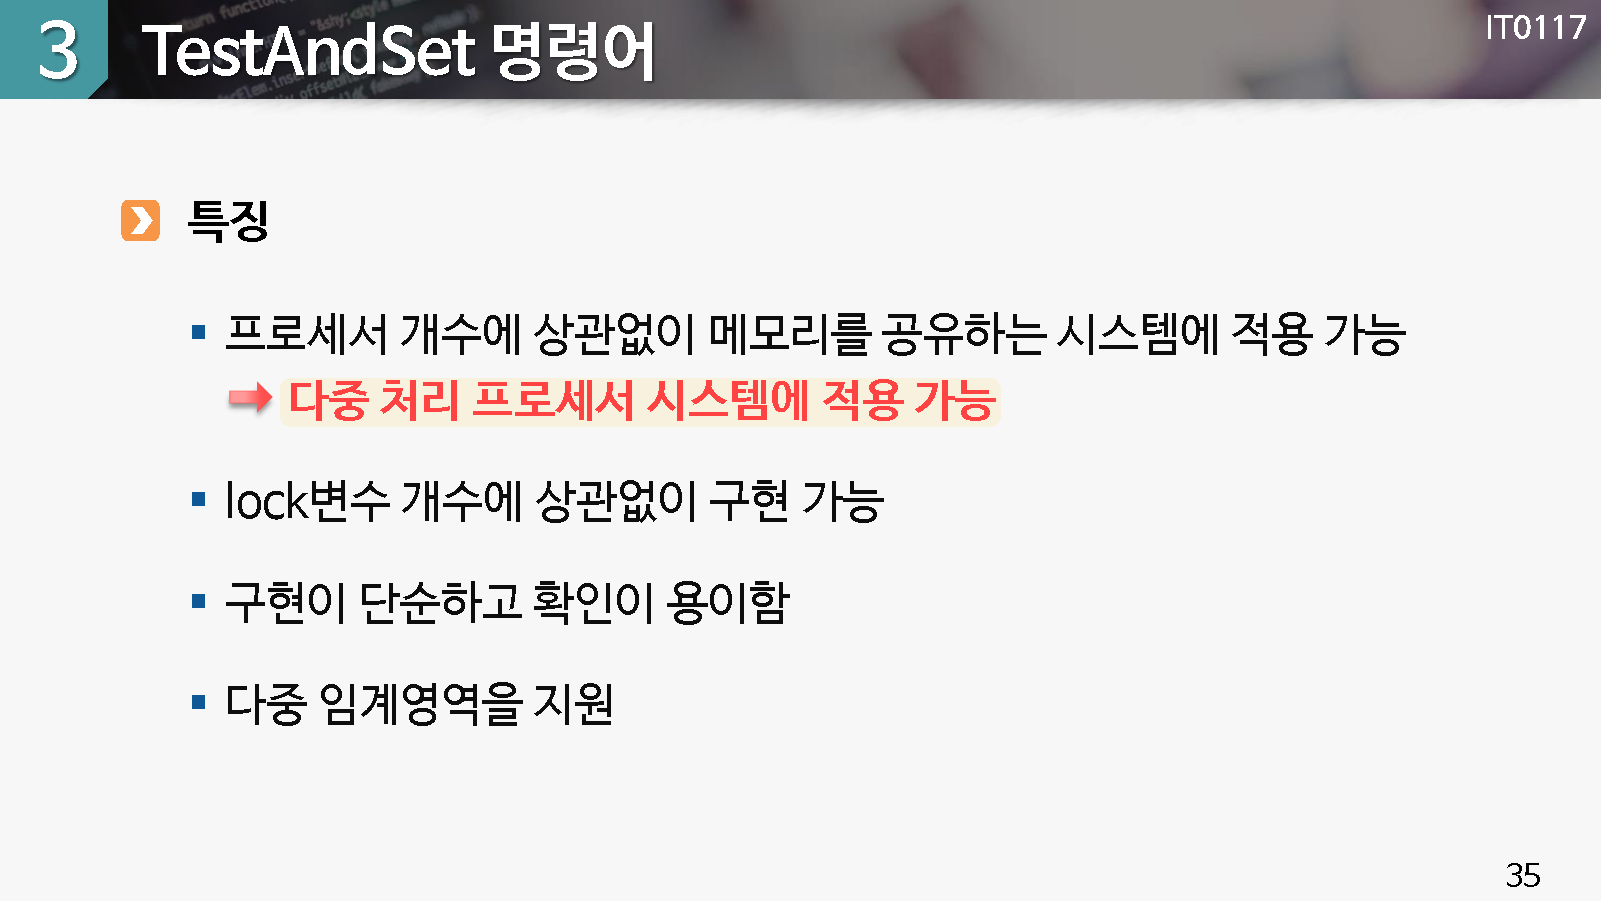 3 TestAndSet 명령어
IT0117
특징
프로세서 개수에 상관없이 메모리를 공유하는 시스템에 적용 가능
다중 처리 프로세서 시스템에 적용 가능
lock변수 개수에 상관없이 구현 가능
구현이 단순하고 확인이 용이함
다중 임계영역을 지원
35